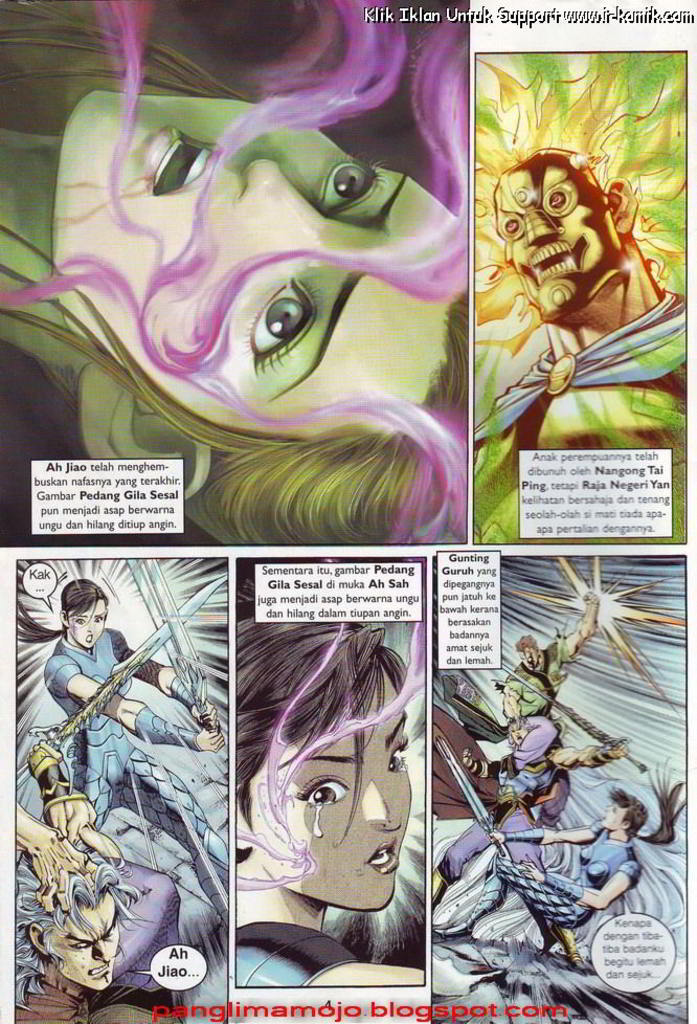 Klik Iklan Untuk Support www.ir-komik.com
Ah Jiao telah menghem-
buskan nafasnya yang terakhir.
Gambar Pedang Gila Sesal
pun menjadi asap berwarna
ungu dan hilang ditiup angin.
Anak perempuannya telah
dibunuh oleh Nangong Tai
Ping, tetapi Raja Negeri Yan
kelihatan bersahaja dan tenang
seolah-olah si mati tiada apa-
apa pertalian dengannya.
Kak
...
Ah
Jiao...
Sementara itu, gambar Pedang
Gila Sesal di muka Ah Sah
juga menjadi asap berwarna ungu
dan hilang dalam tiupan angin.
Gunting
Guruh yang
dipegangnya
pun jatuh ke
bawah kerana
berasakan
badannya
amat sejuk
dan lemah.
Kenapa
dengan tiba-
tiba badanku
begitu lemah
dan sejuk...
4
panglimamojo.blogspot.com